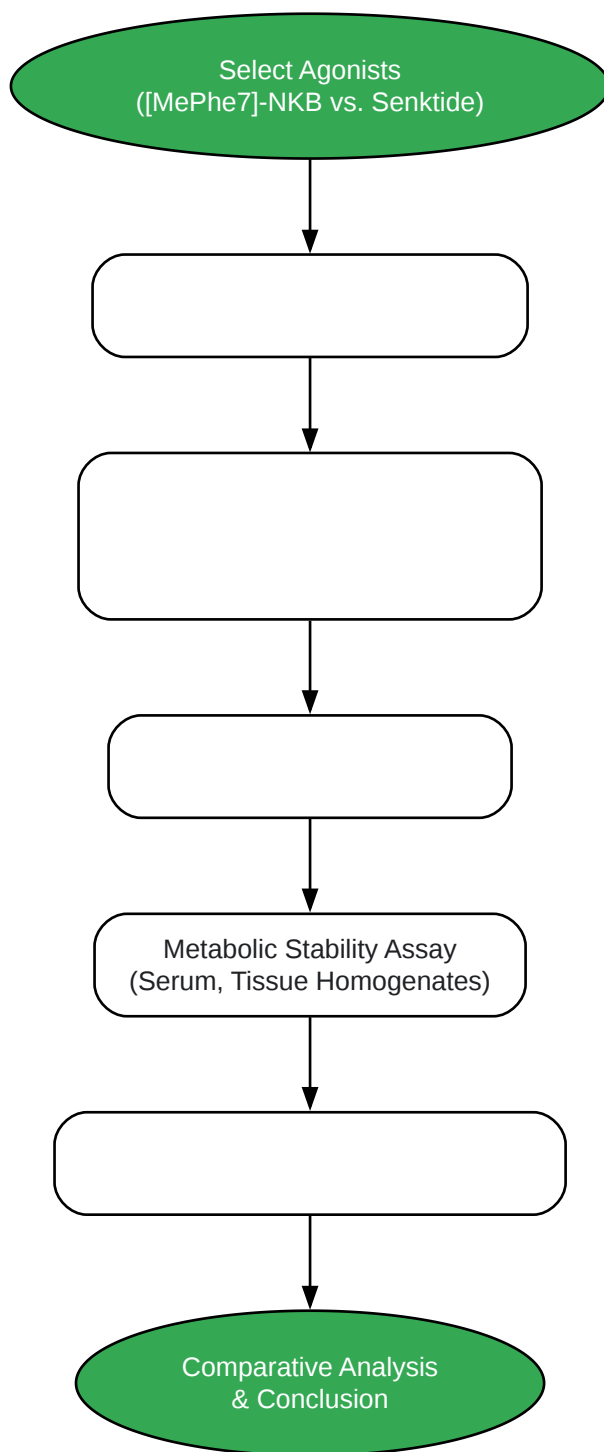 Select Agonists
([MePhe7]-NKB vs. Senktide)
Metabolic Stability Assay
(Serum, Tissue Homogenates)
Comparative Analysis
& Conclusion